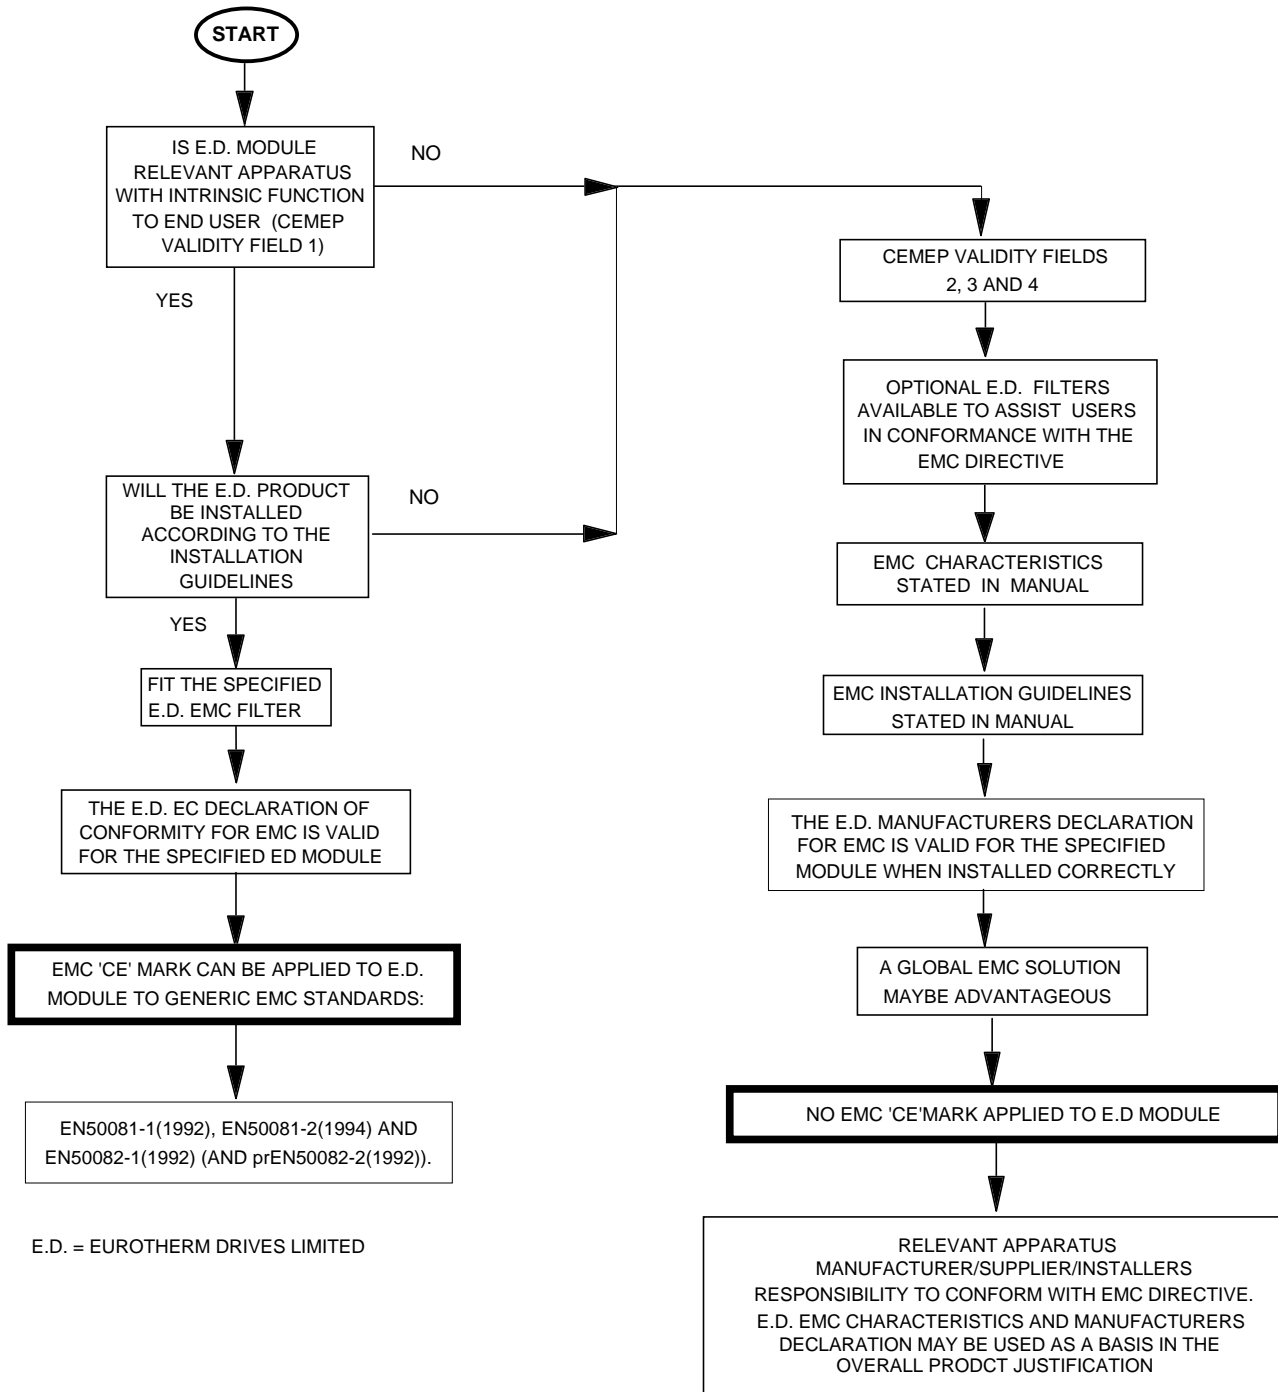 START
IS E.D. MODULE
RELEVANT APPARATUS
WITH INTRINSIC FUNCTION
TO END USER (CEMEP
VALIDITY FIELD 1)
NO
YES
WILL THE E.D. PRODUCT
BE INSTALLED
ACCORDING TO THE
INSTALLATION
GUIDELINES
NO
YES
FIT THE SPECIFIED
E.D. EMC FILTER
THE E.D. EC DECLARATION OF
CONFORMITY FOR EMC IS VALID
FOR THE SPECIFIED ED MODULE
EMC 'CE' MARK CAN BE APPLIED TO E.D.
MODULE TO GENERIC EMC STANDARDS:
EN50081-1(1992), EN50081-2(1994) AND
EN50082-1(1992) (AND prEN50082-2(1992)).
E.D. = EUROTHERM DRIVES LIMITED
CEMEP VALIDITY FIELDS
2, 3 AND 4
OPTIONAL E.D. FILTERS
AVAILABLE TO ASSIST USERS
IN CONFORMANCE WITH THE
EMC DIRECTIVE
EMC CHARACTERISTICS
STATED IN MANUAL
EMC INSTALLATION GUIDELINES
STATED IN MANUAL
THE E.D. MANUFACTURERS DECLARATION
FOR EMC IS VALID FOR THE SPECIFIED
MODULE WHEN INSTALLED CORRECTLY
A GLOBAL EMC SOLUTION
MAYBE ADVANTAGEOUS
NO EMC 'CE'MARK APPLIED TO E.D MODULE
RELEVANT APPARATUS
MANUFACTURER/SUPPLIER/INSTALLERS
RESPONSIBILITY TO CONFORM WITH EMC DIRECTIVE.
E.D. EMC CHARACTERISTICS AND MANUFACTURERS
DECLARATION MAY BE USED AS A BASIS IN THE
OVERALL PRODCT JUSTIFICATION